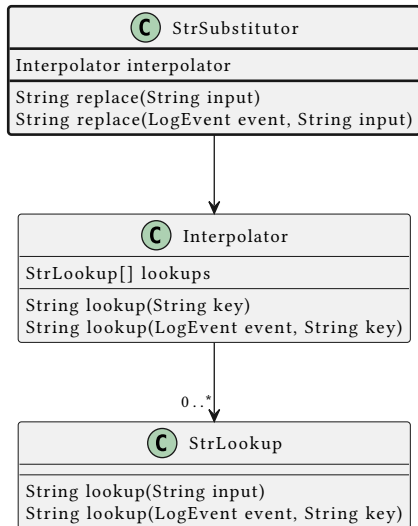 C StrSubstitutor
Interpolator interpolator
String replace(String input)
String replace(LogEvent event, String input)
C Interpolator
StrLookup[] lookups
String lookup(String key)
String lookup(LogEvent event, String key)
0..*
C StrLookup
String lookup(String input)
String lookup(LogEvent event, String key)